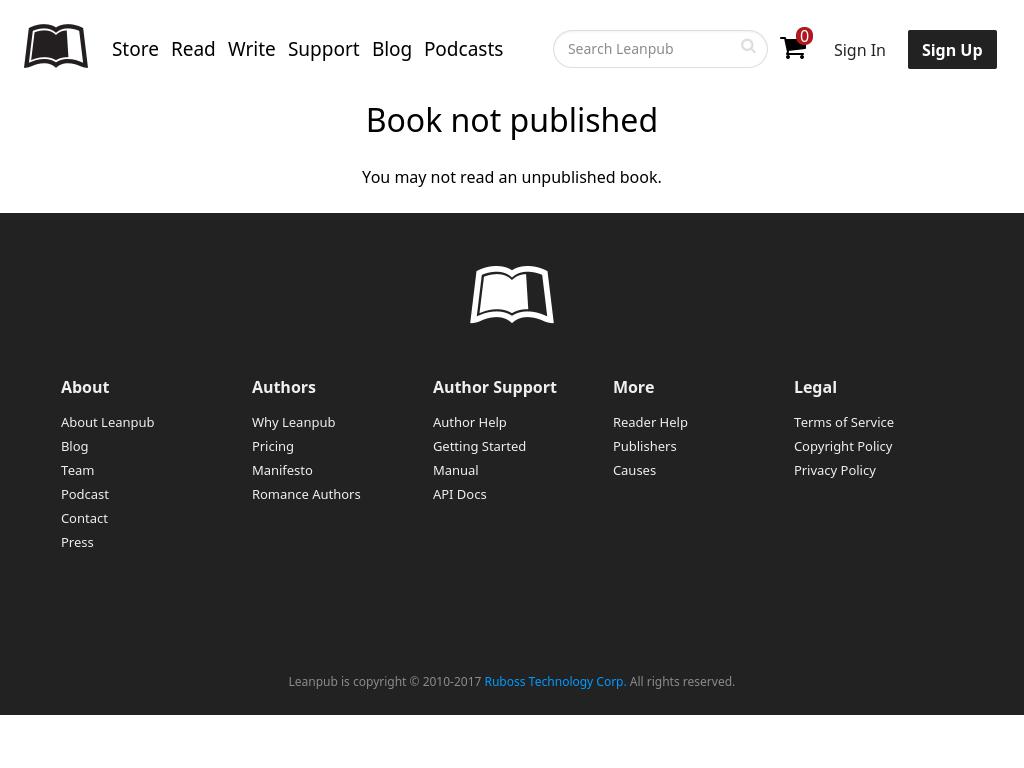 Store Read Write Support Blog Podcasts Search Leanpub 0 Sign In Sign Up
Book not published
You may not read an unpublished book.
About Authors Author Support More Legal
About Leanpub Why Leanpub Author Help Reader Help Terms of Service
Blog Pricing Getting Started Publishers Copyright Policy
Team Manifesto Manual Causes Privacy Policy
Podcast Romance Authors API Docs
Contact
Press
Leanpub is copyright © 2010-2017 Ruboss Technology Corp. All rights reserved.